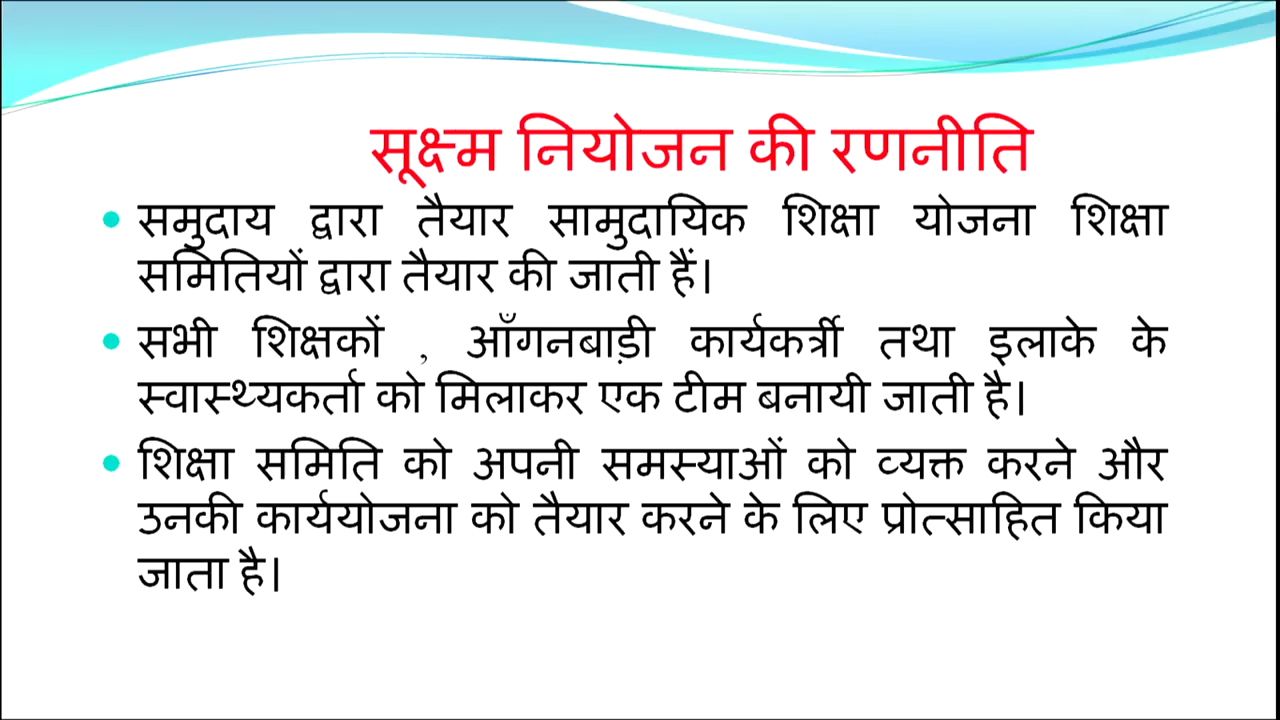 सूक्ष्म नियोजन की रणनीति
समुदाय द्वारा तैयार सामुदायिक शिक्षा योजना शिक्षा
समितियों द्वारा तैयार की जाती हैं।
सभी शिक्षकों , आँगनबाड़ी कार्यकर्त्री तथा इलाके के
स्वास्थ्यकर्ता को मिलाकर एक टीम बनायी जाती है।
शिक्षा समिति को अपनी समस्याओं को व्यक्त करने और
उनकी कार्ययोजना को तैयार करने के लिए प्रोत्साहित किया
जाता है।